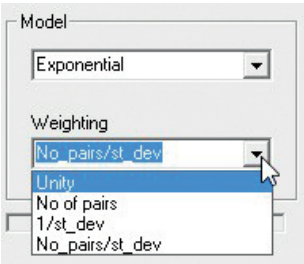 Model
Exponential
Weighting
No_pairs/st_dev
Unity
No of pairs
1/st_dev
No_pairs/st_dev